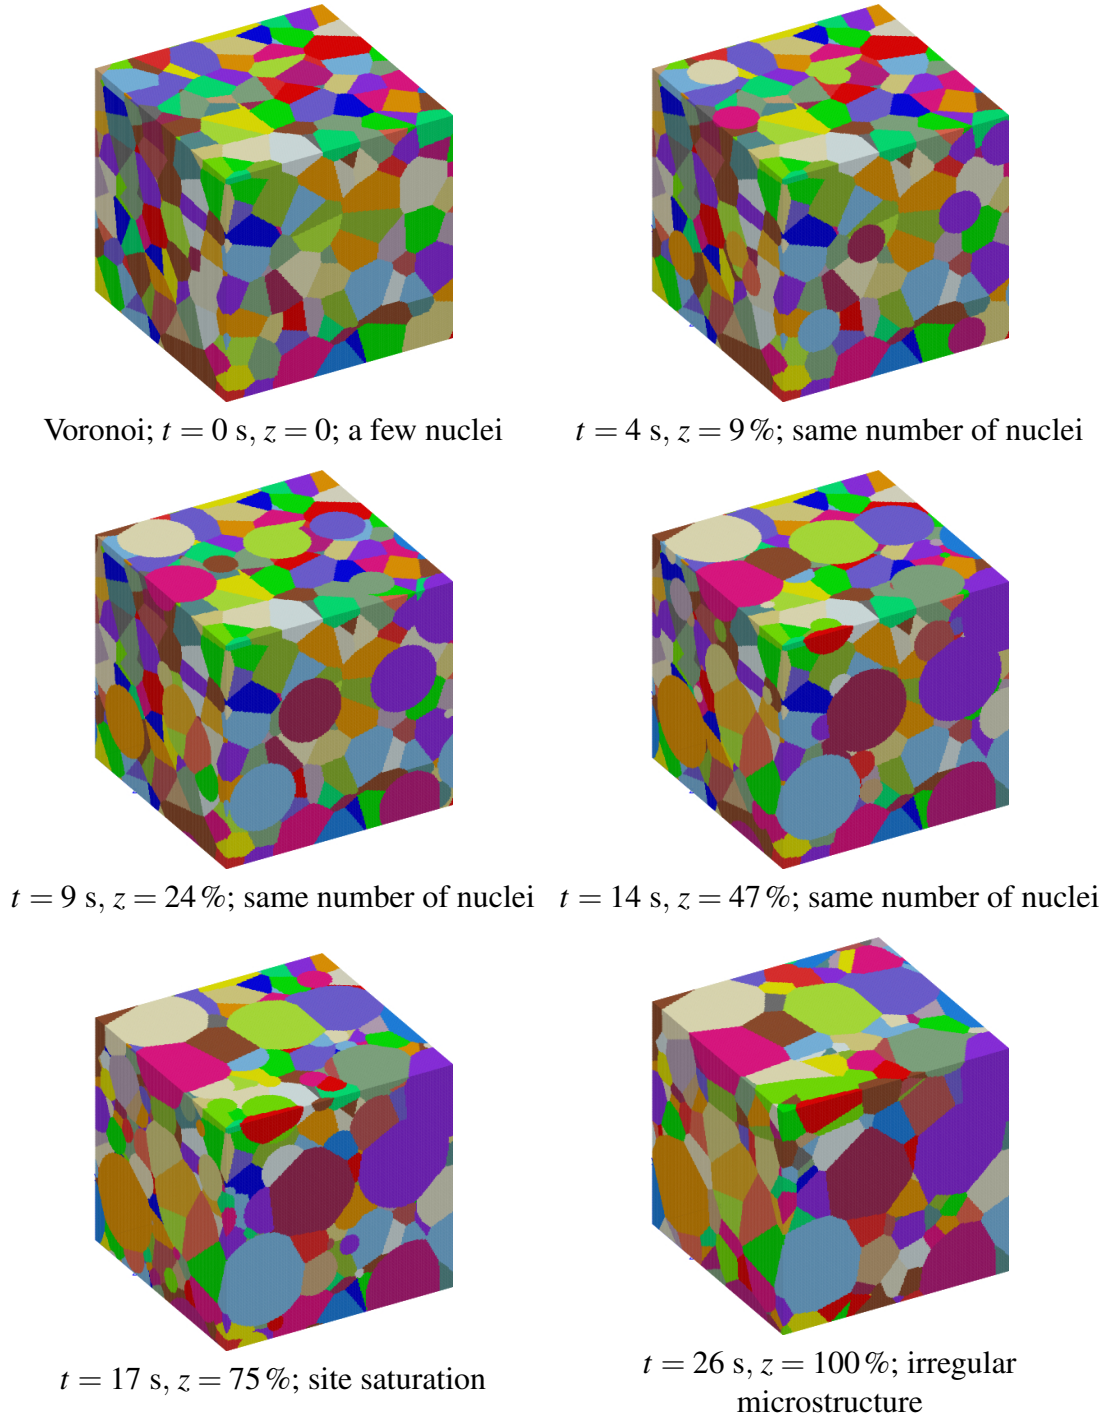 Voronoi; t = 0 s, z = 0; a few nuclei
t = 4 s, z = 9 %; same number of nuclei
t = 9 s, z = 24 %; same number of nuclei
t = 14 s, z = 47 %; same number of nuclei
t = 17 s, z = 75 %; site saturation
t = 26 s, z = 100 %; irregular
microstructure